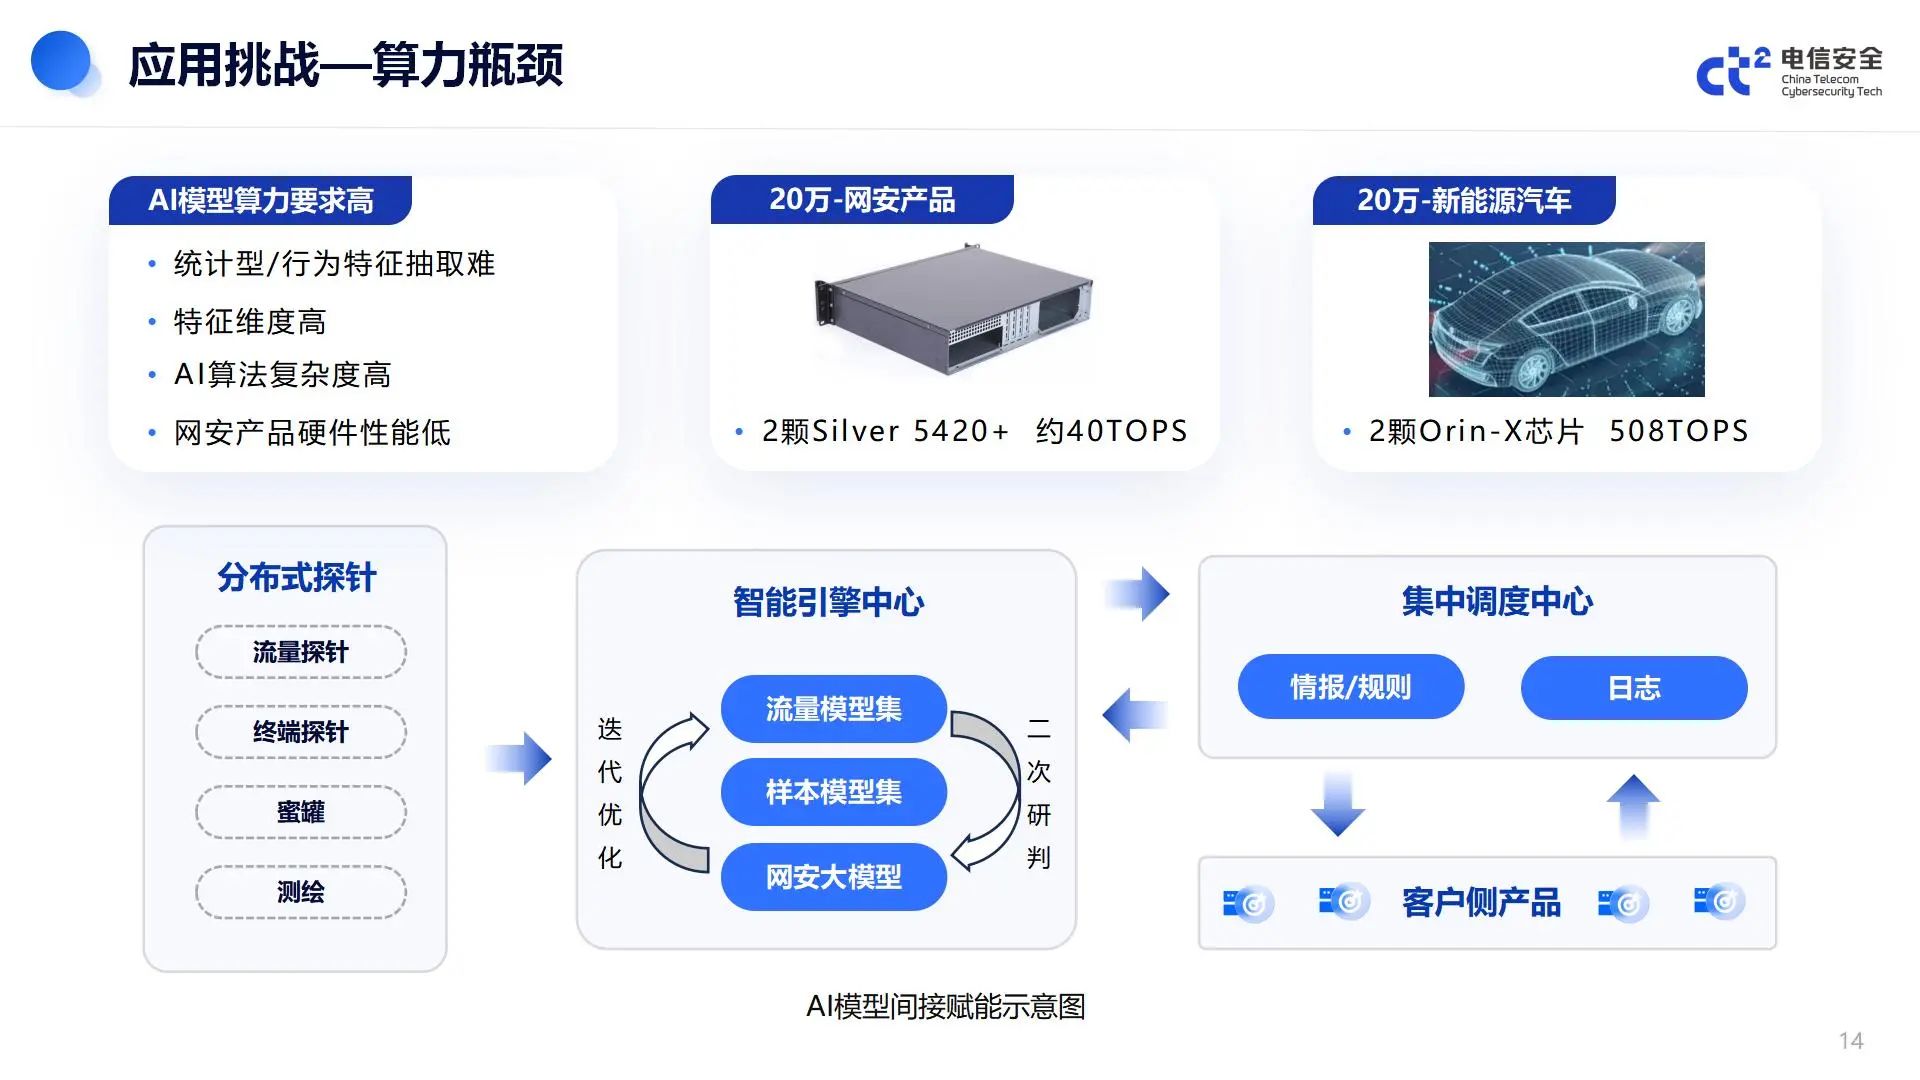 应用挑战—算力瓶颈
ct²
电信安全
China Telecom
Cybersecurity Tech
AI模型算力要求高
• 统计型/行为特征抽取难
• 特征维度高
• AI算法复杂度高
• 网安产品硬件性能低
20万-网安产品
• 2颗Silver 5420+ 约40TOPS
20万-新能源汽车
• 2颗Orin-X芯片 508TOPS
分布式探针
流量探针
终端探针
蜜罐
测绘
智能引擎中心
迭代优化
流量模型集
样本模型集
网安大模型
二次研判
集中调度中心
情报/规则
日志
客户侧产品
AI模型间接赋能示意图
14